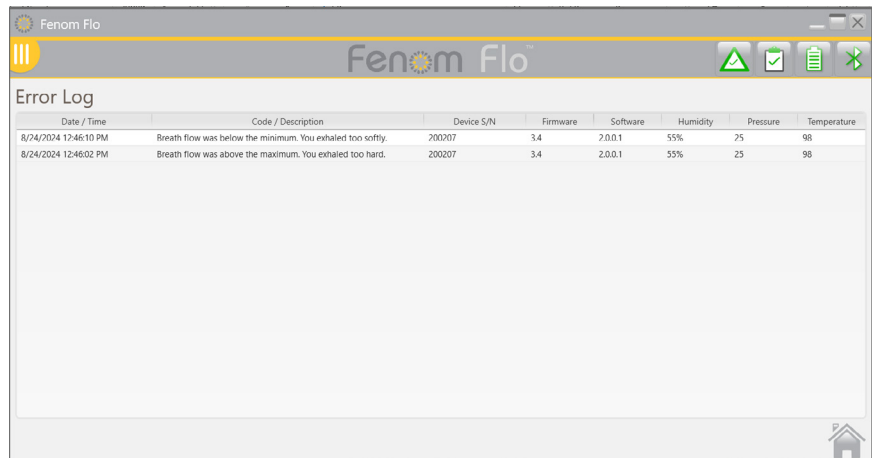 Fenom Flo
Fenom Flo™
Error Log
Date / Time Code / Description Device S/N Firmware Software Humidity Pressure Temperature
8/24/2024 12:46:10 PM Breath flow was below the minimum. You exhaled too softly. 200207 3.4 2.0.0.1 55% 25 98
8/24/2024 12:46:02 PM Breath flow was above the maximum. You exhaled too hard. 200207 3.4 2.0.0.1 55% 25 98